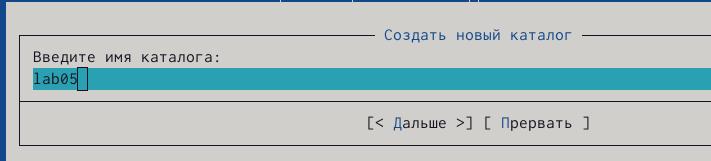 Создать новый каталог
Введите имя каталога:
lab05
[< Дальше >] [ Прервать ]